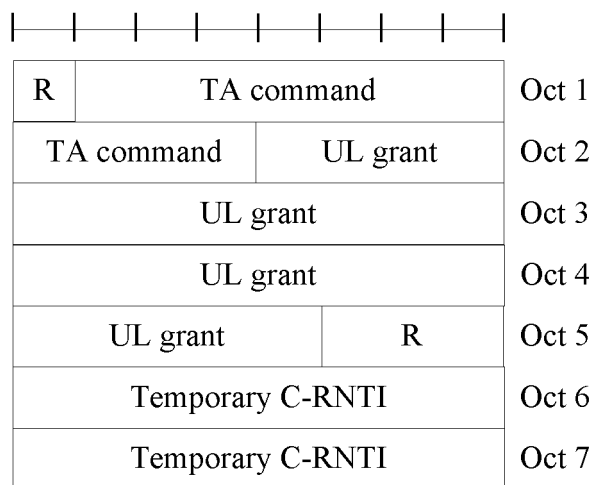 R TA command Oct 1
TA command UL grant Oct 2
UL grant Oct 3
UL grant Oct 4
UL grant R Oct 5
Temporary C-RNTI Oct 6
Temporary C-RNTI Oct 7